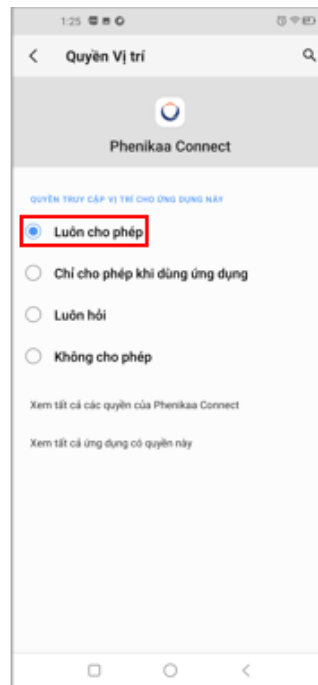 1:25
Quyền Vị trí
Phenikaa Connect
QUYỀN TRUY CẬP VỊ TRÍ CHO ỨNG DỤNG NÀY
Luôn cho phép
Chỉ cho phép khi dùng ứng dụng
Luôn hỏi
Không cho phép
Xem tất cả các quyền của Phenikaa Connect
Xem tất cả ứng dụng có quyền này